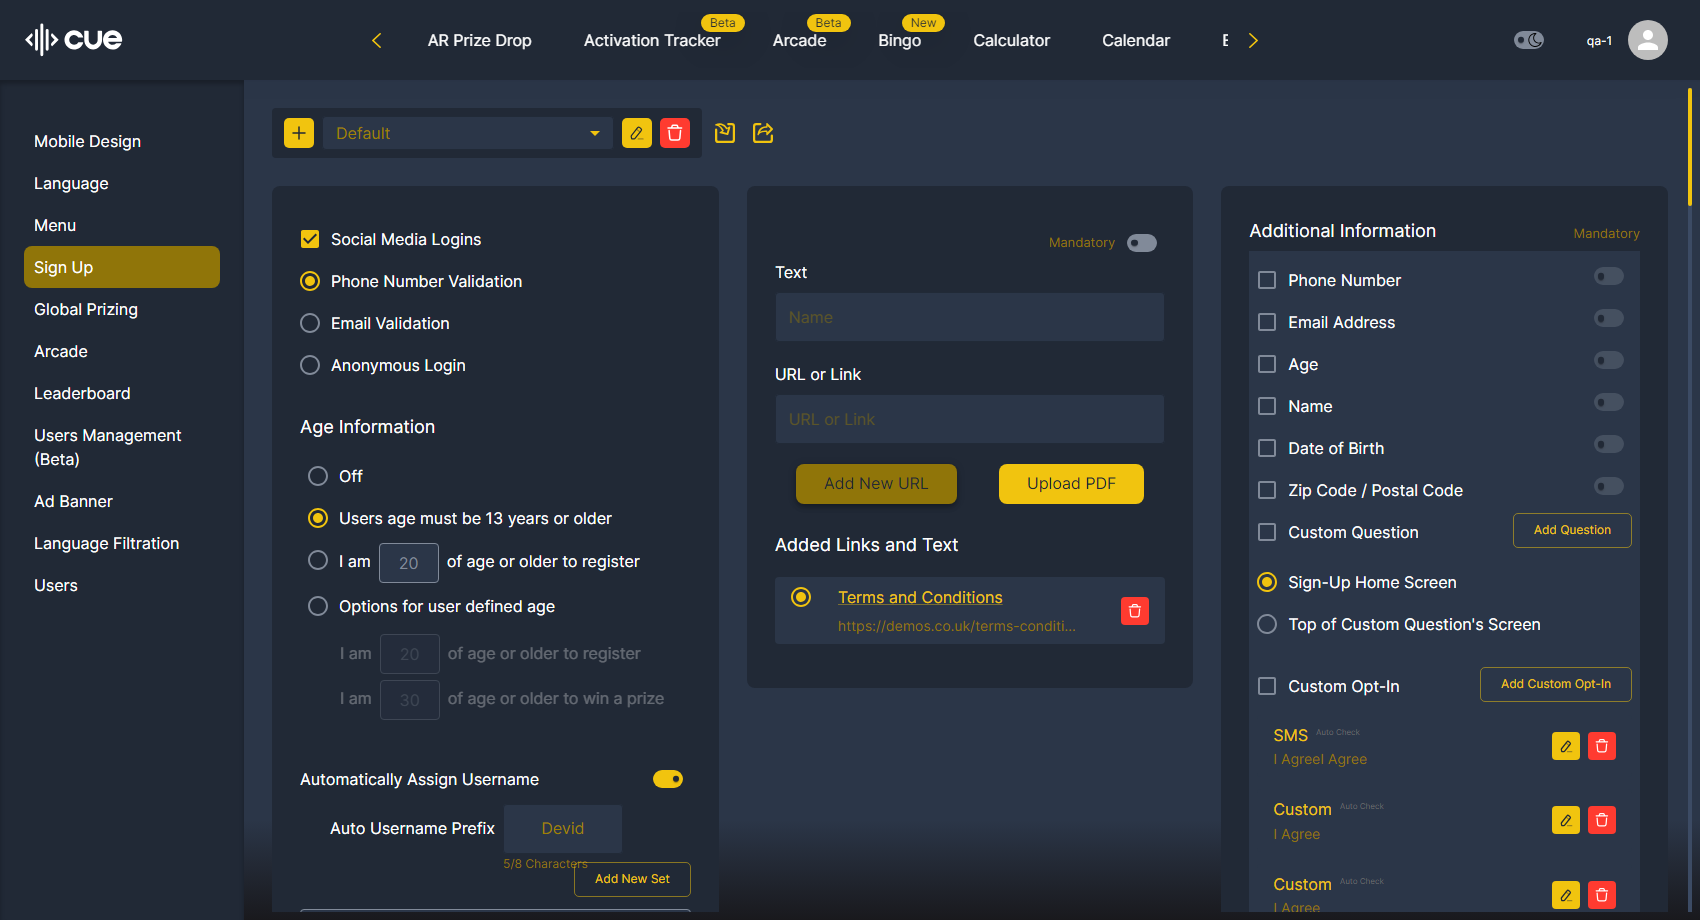 cue
AR Prize Drop
Activation Tracker
Beta
Arcade
Beta
Bingo
New
Calculator
Calendar
qa-1
Mobile Design
Language
Menu
Sign Up
Global Prizing
Arcade
Leaderboard
Users Management
(Beta)
Ad Banner
Language Filtration
Users
Default
Social Media Logins
Phone Number Validation
Email Validation
Anonymous Login
Age Information
Off
Users age must be 13 years or older
I am 20 of age or older to register
Options for user defined age
I am 20 of age or older to register
I am 30 of age or older to win a prize
Automatically Assign Username
Auto Username Prefix Devid
5/8 Characters
Add New Set
Mandatory
Text
Name
URL or Link
URL or Link
Add New URL
Upload PDF
Added Links and Text
Terms and Conditions
https://demos.co.uk/terms-conditi...
Additional Information
Mandatory
Phone Number
Email Address
Age
Name
Date of Birth
Zip Code / Postal Code
Custom Question
Add Question
Sign-Up Home Screen
Top of Custom Question's Screen
Custom Opt-In
Add Custom Opt-In
SMS Auto Check
I AgreeI Agree
Custom Auto Check
I Agree
Custom Auto Check
I Agree